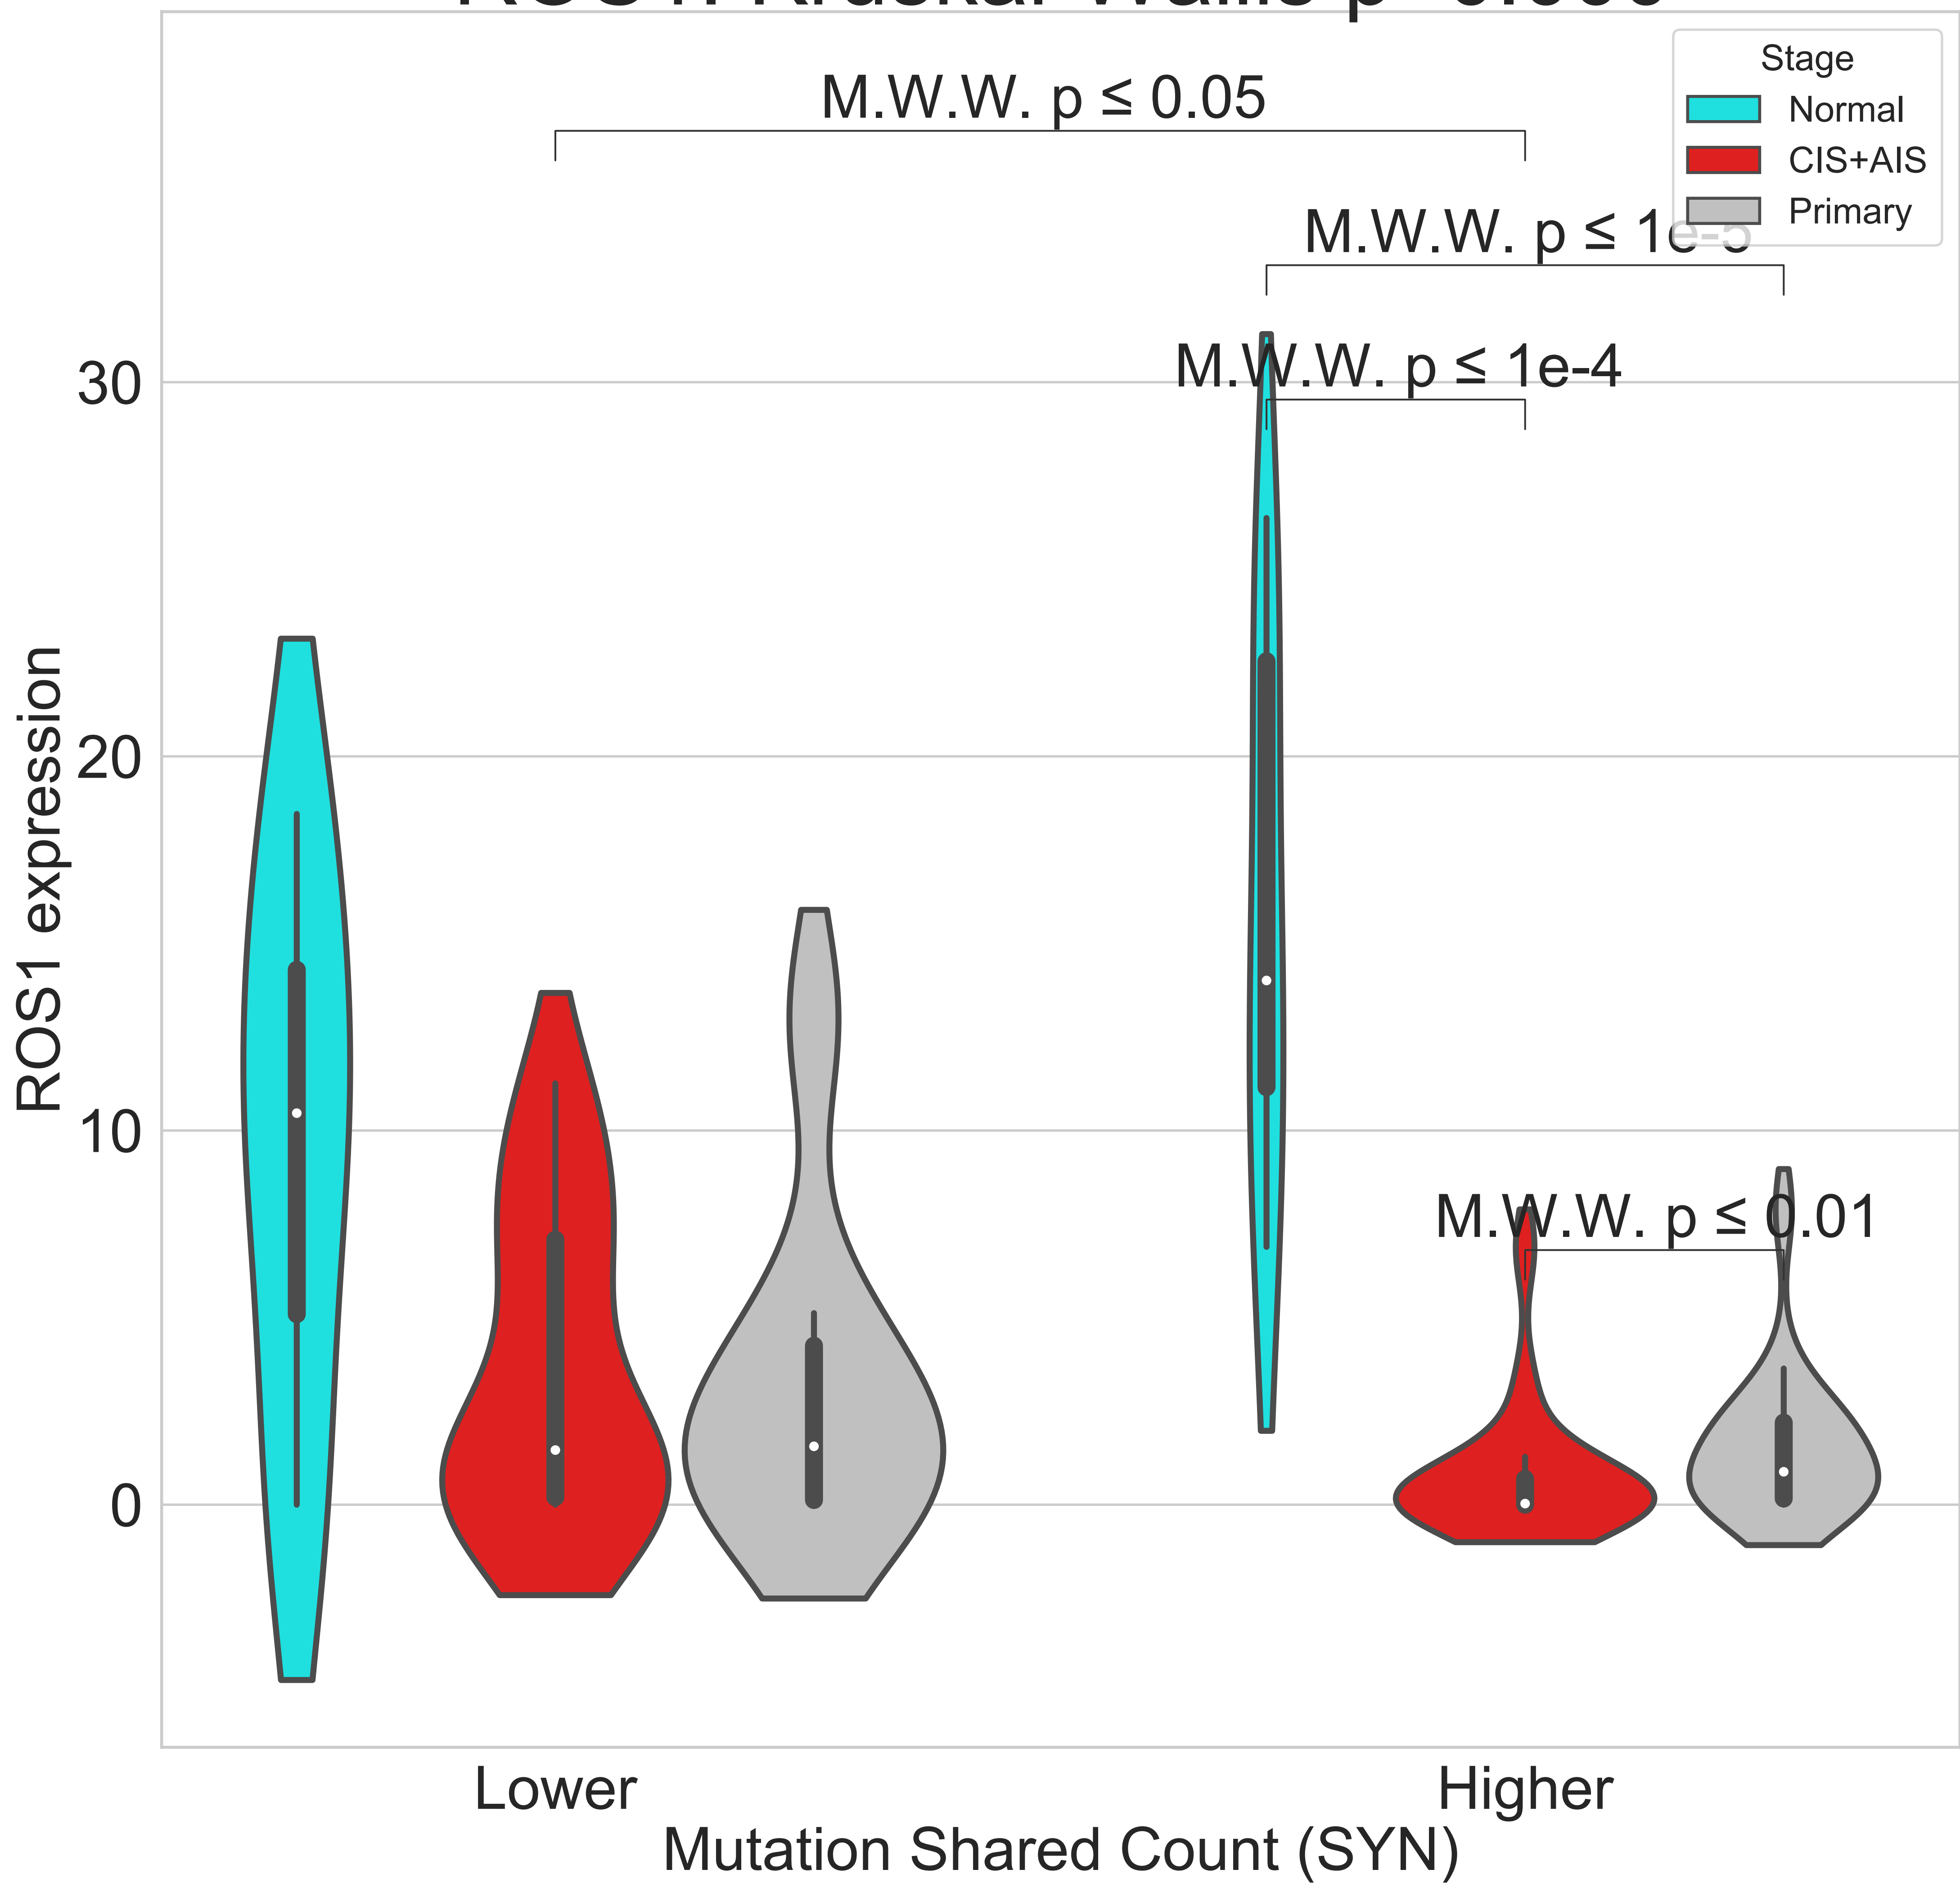 M.W.W. p ≤ 0.05
Stage
Normal
CIS+AIS
Primary
M.W.W. p ≤ 1e-5
M.W.W. p ≤ 1e-4
M.W.W. p ≤ 0.01
30
20
10
0
ROS1 expression
Lower
Higher
Mutation Shared Count (SYN)